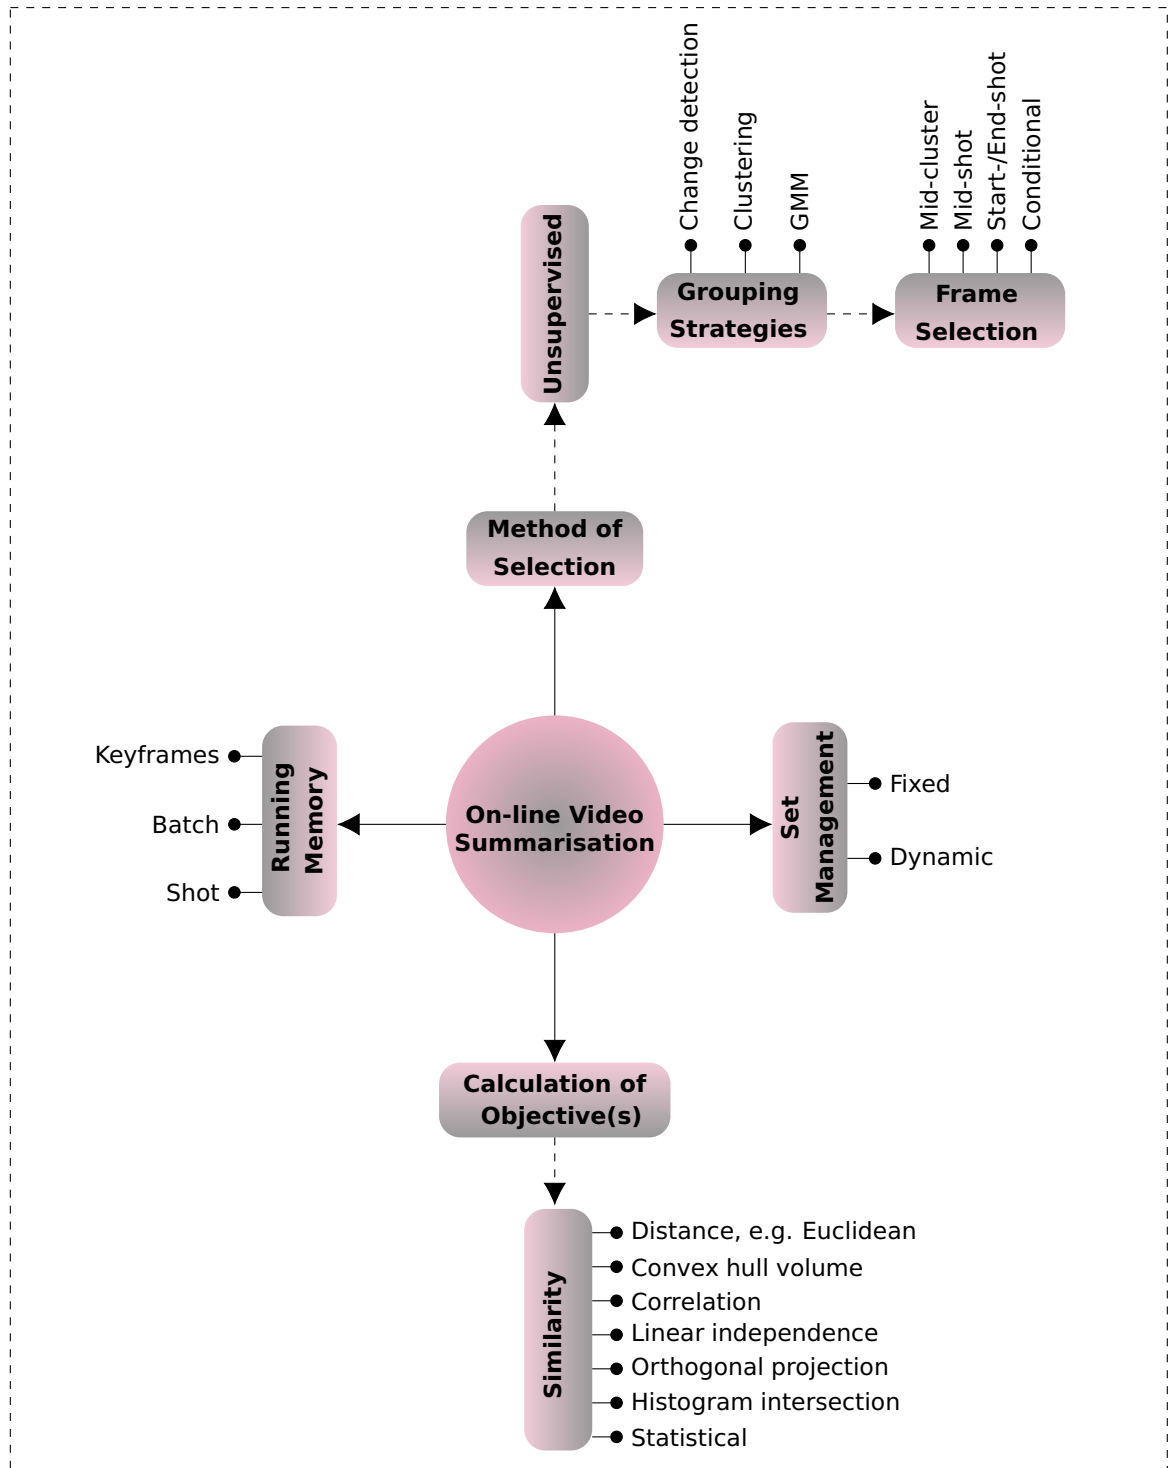 Change detection
Clustering
GMM
Mid-cluster
Mid-shot
Start-/End-shot
Conditional
Unsupervised
Grouping
Strategies
Frame
Selection
Method of
Selection
Keyframes
Batch
Shot
Running
Memory
On-line Video
Summarisation
Set
Management
Fixed
Dynamic
Calculation of
Objective(s)
Similarity
Distance, e.g. Euclidean
Convex hull volume
Correlation
Linear independence
Orthogonal projection
Histogram intersection
Statistical